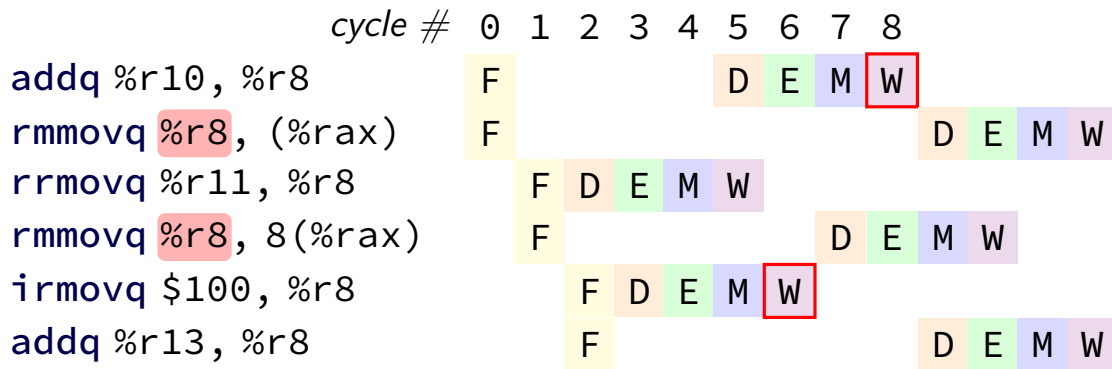 cycle # 0 1 2 3 4 5 6 7 8
addq %r10, %r8 F D E M W
rmmovq %r8, (%rax) F D E M W
rrmovq %r11, %r8 F D E M W
rmmovq %r8, 8(%rax) F D E M W
irmovq $100, %r8 F D E M W
addq %r13, %r8 F D E M W